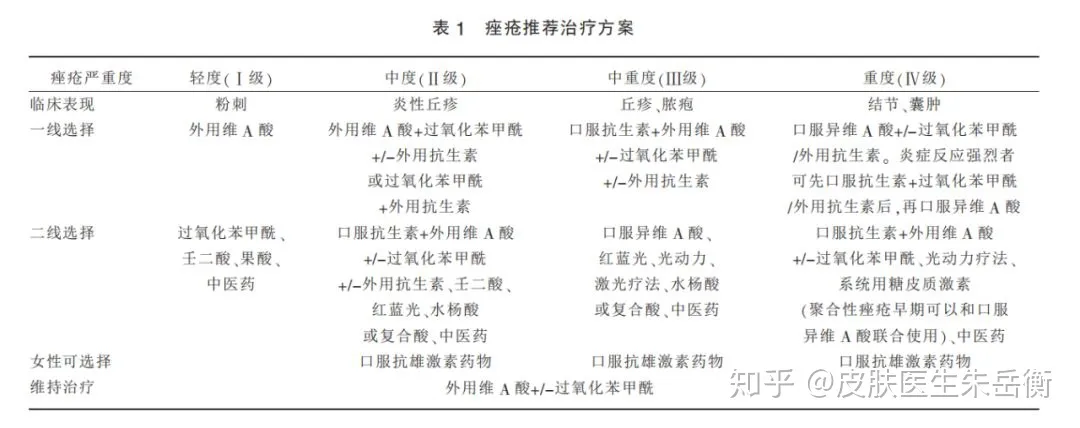 表 1 痤疮推荐治疗方案
痤疮严重度 轻度(Ⅰ级) 中度(Ⅱ级) 中重度(Ⅲ级) 重度(Ⅳ级)
临床表现 粉刺 炎性丘疹 丘疹、脓疱 结节、囊肿
一线选择 外用维 A 酸 外用维 A 酸+过氧化苯甲酰 口服抗生素+外用维 A 酸 口服异维 A 酸+/-过氧化苯甲酰
+/-外用抗生素 +/-过氧化苯甲酰 /外用抗生素。炎症反应强烈者
或过氧化苯甲酰 +/-外用抗生素 可先口服抗生素+过氧化苯甲酰
+外用抗生素 /外用抗生素后,再口服异维 A 酸
二线选择 过氧化苯甲酰、 口服抗生素+外用维 A 酸 口服异维 A 酸、 口服抗生素+外用维 A 酸
壬二酸、果酸、 +/-过氧化苯甲酰 红蓝光、光动力、 +/-过氧化苯甲酰、光动力疗法、
中医药 +/-外用抗生素、壬二酸、 激光疗法、水杨酸 系统用糖皮质激素
红蓝光、水杨酸 或复合酸、中医药 (聚合性痤疮早期可以和口服
或复合酸、中医药 异维 A 酸联合使用)、中医药
女性可选择 口服抗雄激素药物 口服抗雄激素药物 口服抗雄激素药物
维持治疗 外用维 A 酸+/-过氧化苯甲酰
知乎 @皮肤医生朱岳衡